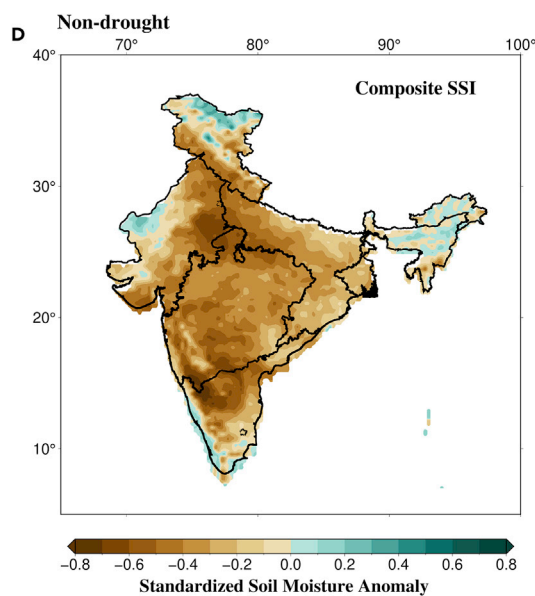 Non-drought
D
70° 80° 90° 100°
40°
Composite SSI
30°
20°
10°
−0.8 −0.6 −0.4 −0.2 0.0 0.2 0.4 0.6 0.8
Standardized Soil Moisture Anomaly